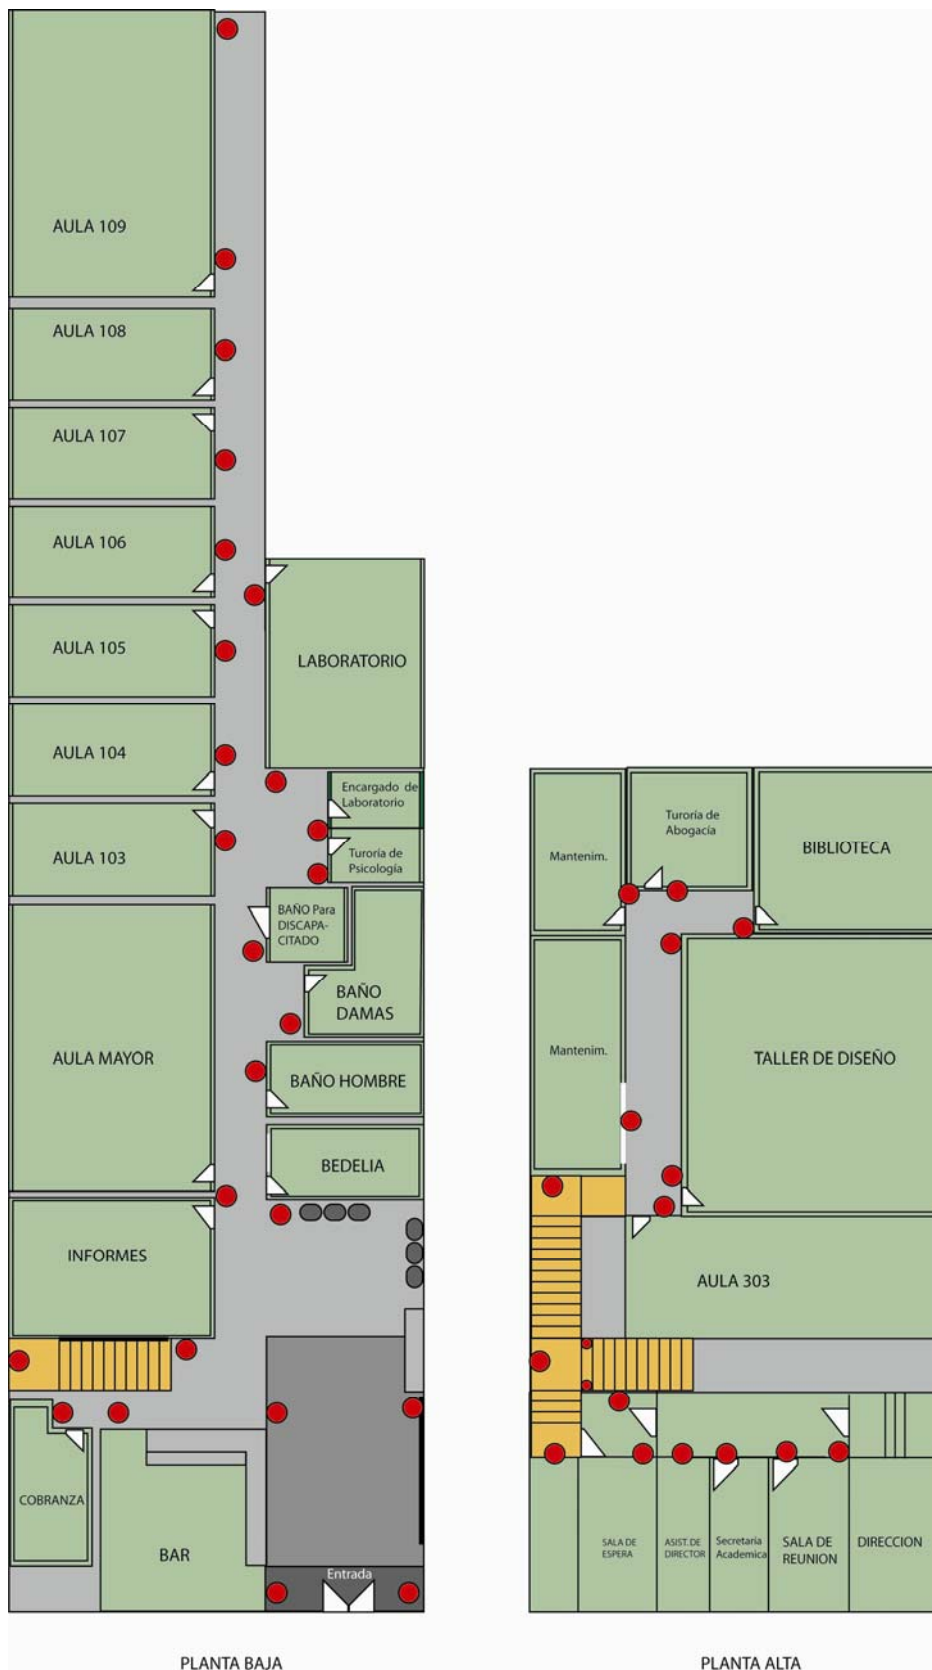 AULA 109
AULA 108
AULA 107
AULA 106
AULA 105
LABORATORIO
AULA 104
Encargado de
Laboratorio
AULA 103
Turoría de
Psicología
BAÑO Para
DISCAPA-
CITADO
BAÑO
DAMAS
AULA MAYOR
BAÑO HOMBRE
BEDELIA
INFORMES
COBRANZA
BAR
Entrada
PLANTA BAJA
Turoría de
Abogacía
Mantenim.
BIBLIOTECA
Mantenim.
TALLER DE DISEÑO
AULA 303
SALA DE
ESPERA
ASIST. DE
DIRECTOR
Secretaría
Academica
SALA DE
REUNION
DIRECCION
PLANTA ALTA